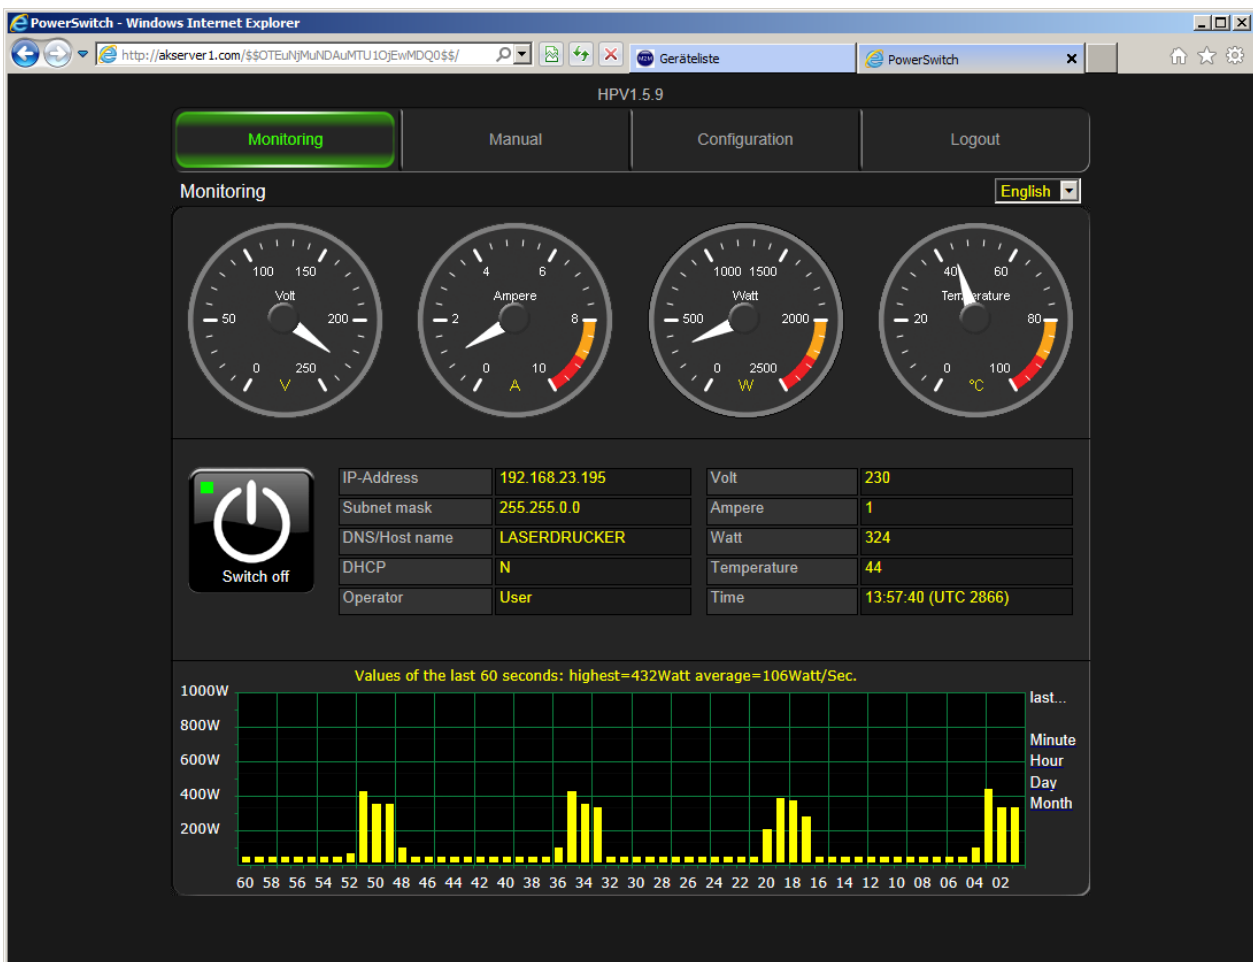 PowerSwitch - Windows Internet Explorer
http://akserver1.com/$$OTEuNjMuNDAuMTU1OjEwMDQ0$$/
Geräteliste
PowerSwitch
HPV1.5.9
Monitoring Manual Configuration Logout
Monitoring
English
100 150
Volt
50 200
0 250
V
4 6
Ampere
2 8
0 10
A
1000 1500
Watt
500 2000
0 2500
W
40 60
Temperature
20 80
0 100
°C
Switch off
IP-Address 192.168.23.195 Volt 230
Subnet mask 255.255.0.0 Ampere 1
DNS/Host name LASERDRUCKER Watt 324
DHCP N Temperature 44
Operator User Time 13:57:40 (UTC 2866)
Values of the last 60 seconds: highest=432Watt average=106Watt/Sec.
1000W
800W
600W
400W
200W
last...
Minute
Hour
Day
Month
60 58 56 54 52 50 48 46 44 42 40 38 36 34 32 30 28 26 24 22 20 18 16 14 12 10 08 06 04 02